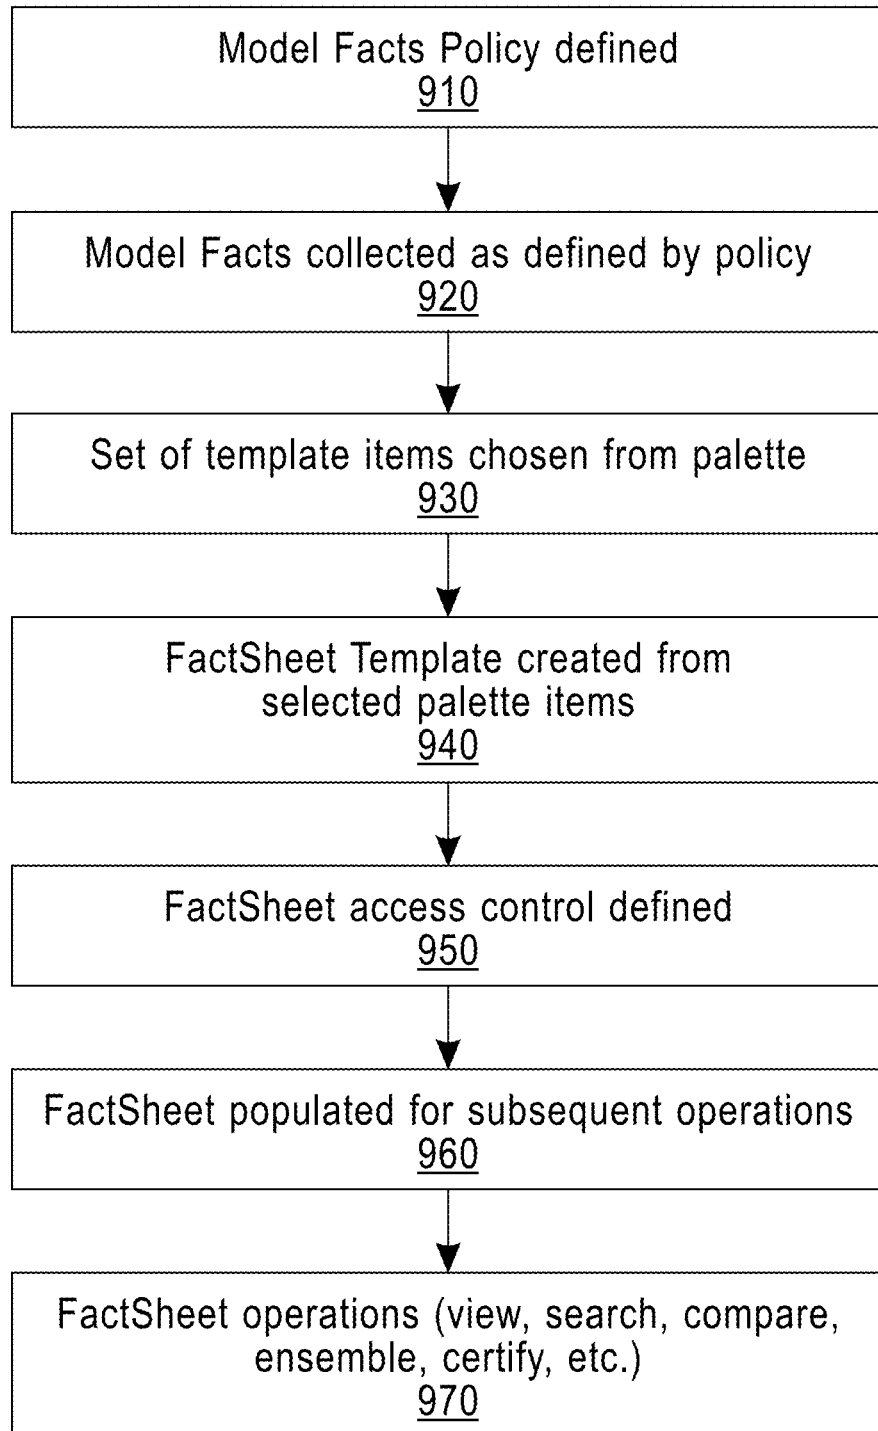 Model Facts Policy defined
910
Model Facts collected as defined by policy
920
Set of template items chosen from palette
930
FactSheet Template created from
selected palette items
940
FactSheet access control defined
950
FactSheet populated for subsequent operations
960
FactSheet operations (view, search, compare,
ensemble, certify, etc.)
970